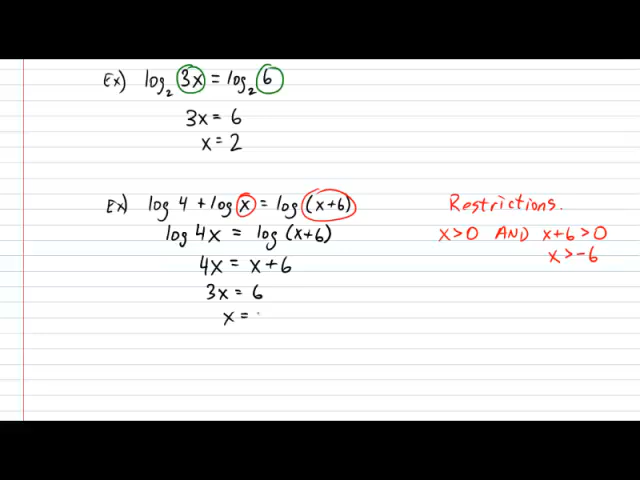 Ex) log₂ 3x = log₂ 6
3x = 6
x = 2
Ex) log 4 + log x = log (x+6)
Restrictions.
log 4x = log (x+6)
x>0 AND x+6>0
x>-6
4x = x+6
3x = 6
x =